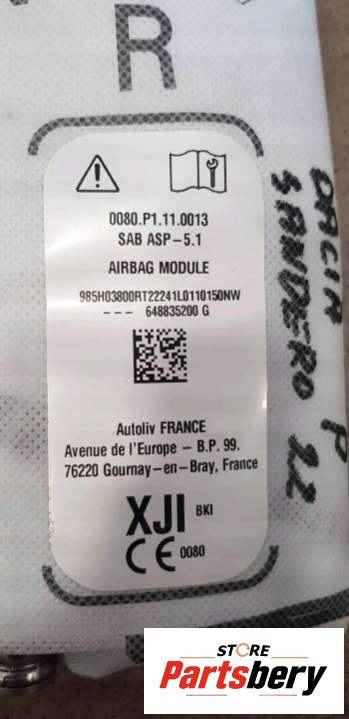 R
0080.P1.11.0013
SAB ASP-5.1
AIRBAG MODULE
985H03800RT22241L0110150NW
--- 648835200 G
Autoliv FRANCE
Avenue de l'Europe - B.P. 99.
76220 Gournay-en-Bray, France
XJI BKI
CE 0080
DACIA
SANDERO P
22
STORE
Partsbery